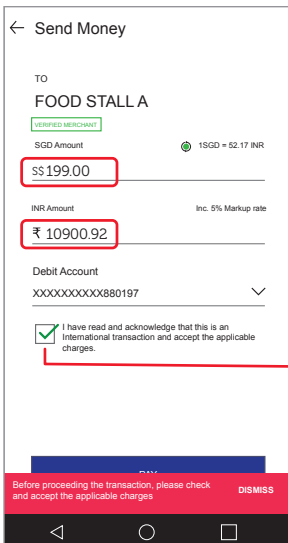 Send Money
TO
FOOD STALL A
VERIFIED MERCHANT
SGD Amount 1SGD = 52.17 INR
S$ 199.00
INR Amount Inc. 5% Markup rate
₹ 10900.92
Debit Account
XXXXXXXXXX880197
I have read and acknowledge that this is an
International transaction and accept the applicable
charges.
PAY
Before proceeding the transaction, please check
and accept the applicable charges DISMISS